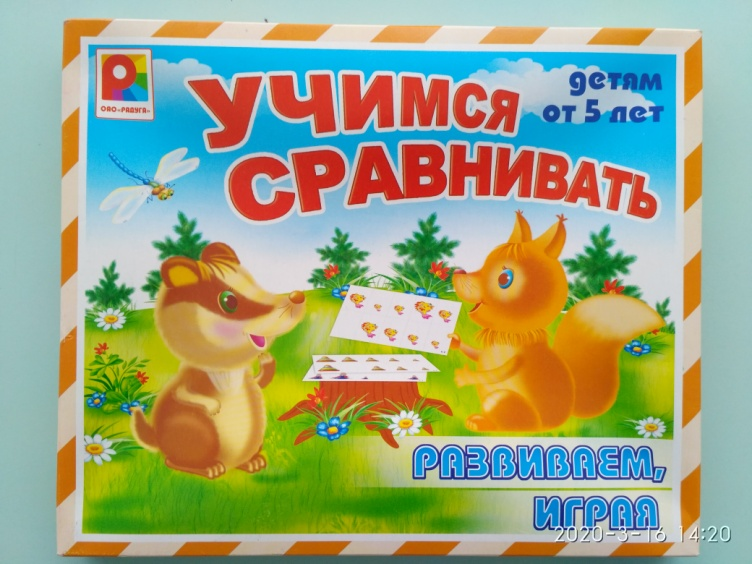 ОАО «РАДУГА»
УЧИМСЯ
СРАВНИВАТЬ
детям
от 5 лет
РАЗВИВАЕМ,
ИГРАЯ
2020-3-16 14:20